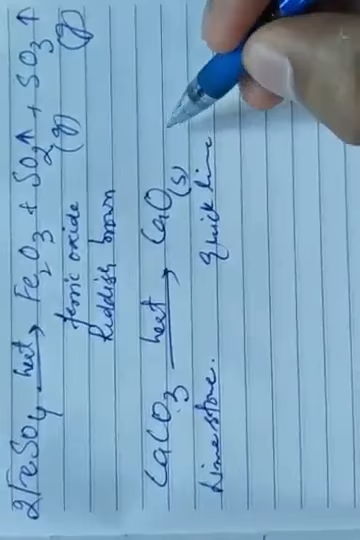 2FeSO4 heat→ Fe2O3 + SO2↑ + SO3↑
(g) (g)
ferric oxide
Reddish brown
CaCO3 heat→ CaO(s)
Limestone. quick lime